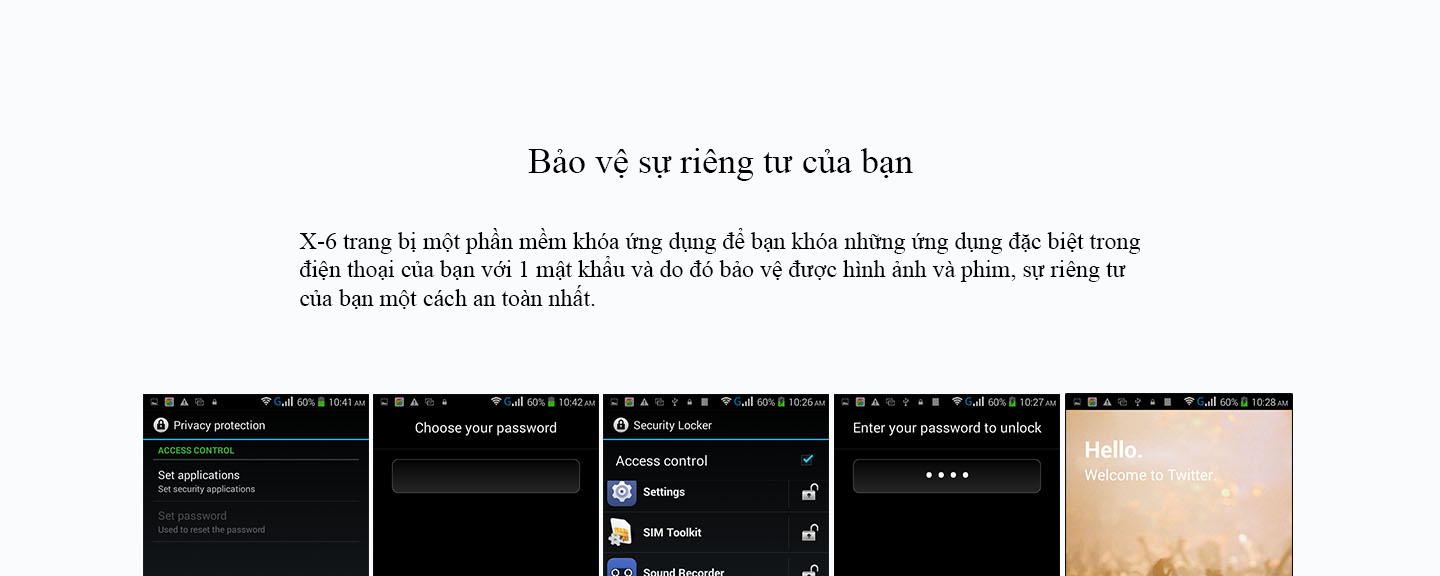 Bảo vệ sự riêng tư của bạn
X-6 trang bị một phần mềm khóa ứng dụng để bạn khóa những ứng dụng đặc biệt trong
điện thoại của bạn với 1 mật khẩu và do đó bảo vệ được hình ảnh và phim, sự riêng tư
của bạn một cách an toàn nhất.
G 60% 10:41 AM
Privacy protection
ACCESS CONTROL
Set applications
Set security applications
Set password
Used to reset the password
G 60% 10:42 AM
Choose your password
G 60% 10:26 AM
Security Locker
Access control
Settings
SIM Toolkit
Sound Recorder
G 60% 10:27 AM
Enter your password to unlock
G 60% 10:28 AM
Hello.
Welcome to Twitter.